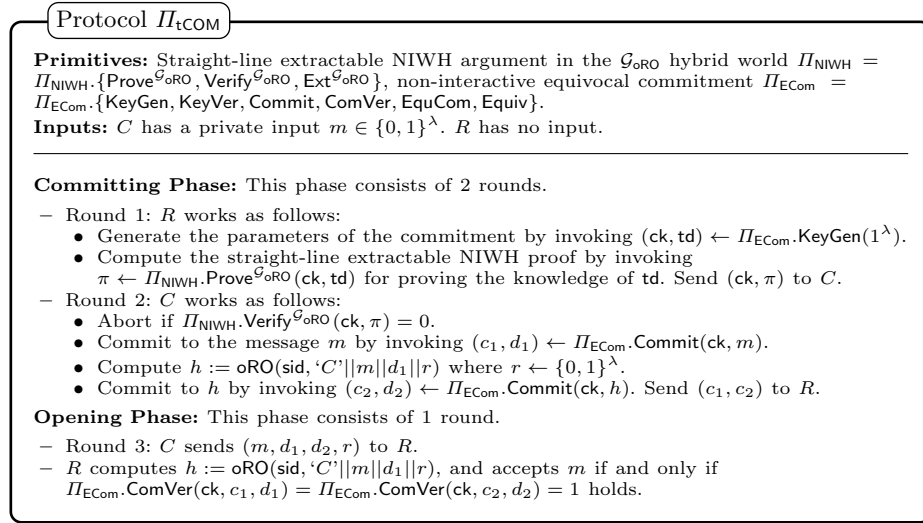 Protocol Π_tCOM
Primitives: Straight-line extractable NIWH argument in the 𝒢_oRO hybrid world Π_NIWH =
Π_NIWH.{Prove^{𝒢_oRO}, Verify^{𝒢_oRO}, Ext^{𝒢_oRO}}, non-interactive equivocal commitment Π_ECom =
Π_ECom.{KeyGen, KeyVer, Commit, ComVer, EquCom, Equiv}.
Inputs: C has a private input m ∈ {0, 1}^λ. R has no input.
Committing Phase: This phase consists of 2 rounds.
– Round 1: R works as follows:
• Generate the parameters of the commitment by invoking (ck, td) ← Π_ECom.KeyGen(1^λ).
• Compute the straight-line extractable NIWH proof by invoking
π ← Π_NIWH.Prove^{𝒢_oRO}(ck, td) for proving the knowledge of td. Send (ck, π) to C.
– Round 2: C works as follows:
• Abort if Π_NIWH.Verify^{𝒢_oRO}(ck, π) = 0.
• Commit to the message m by invoking (c_1, d_1) ← Π_ECom.Commit(ck, m).
• Compute h := oRO(sid, ‘C’||m||d_1||r) where r ← {0, 1}^λ.
• Commit to h by invoking (c_2, d_2) ← Π_ECom.Commit(ck, h). Send (c_1, c_2) to R.
Opening Phase: This phase consists of 1 round.
– Round 3: C sends (m, d_1, d_2, r) to R.
– R computes h := oRO(sid, ‘C’||m||d_1||r), and accepts m if and only if
Π_ECom.ComVer(ck, c_1, d_1) = Π_ECom.ComVer(ck, c_2, d_2) = 1 holds.